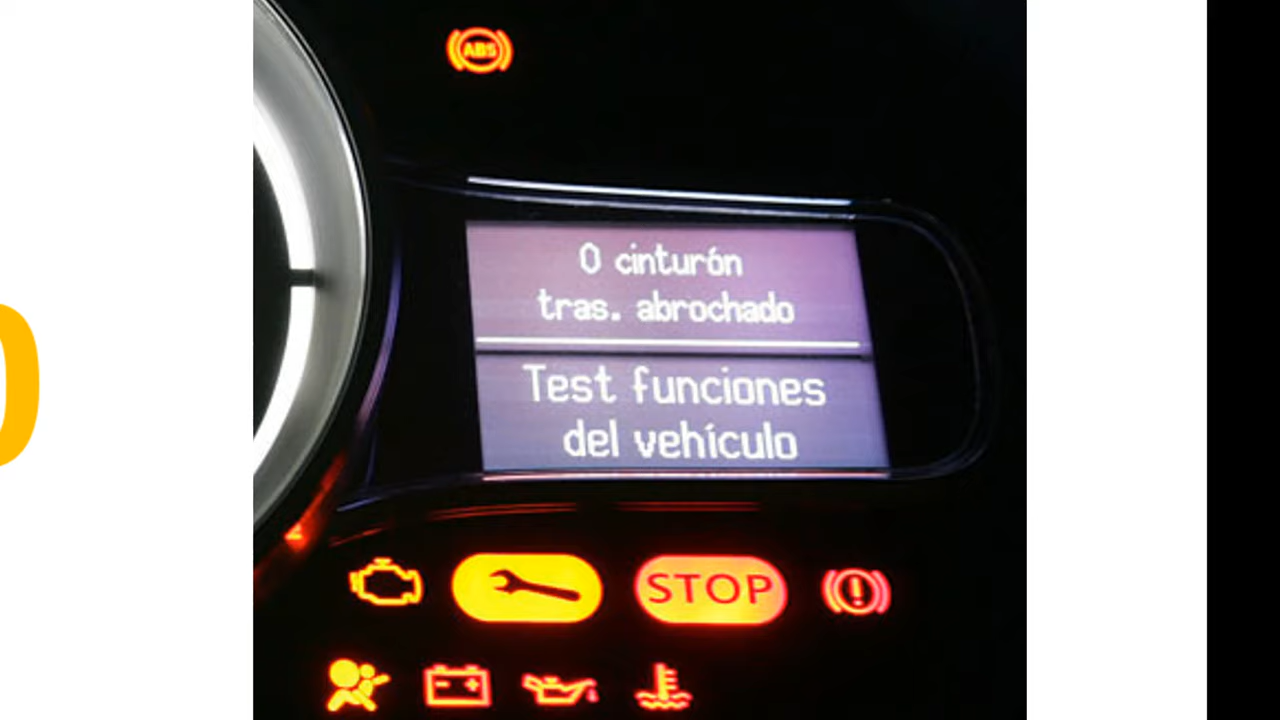 ABS
0 cinturón
tras. abrochado
Test funciones
del vehículo
STOP